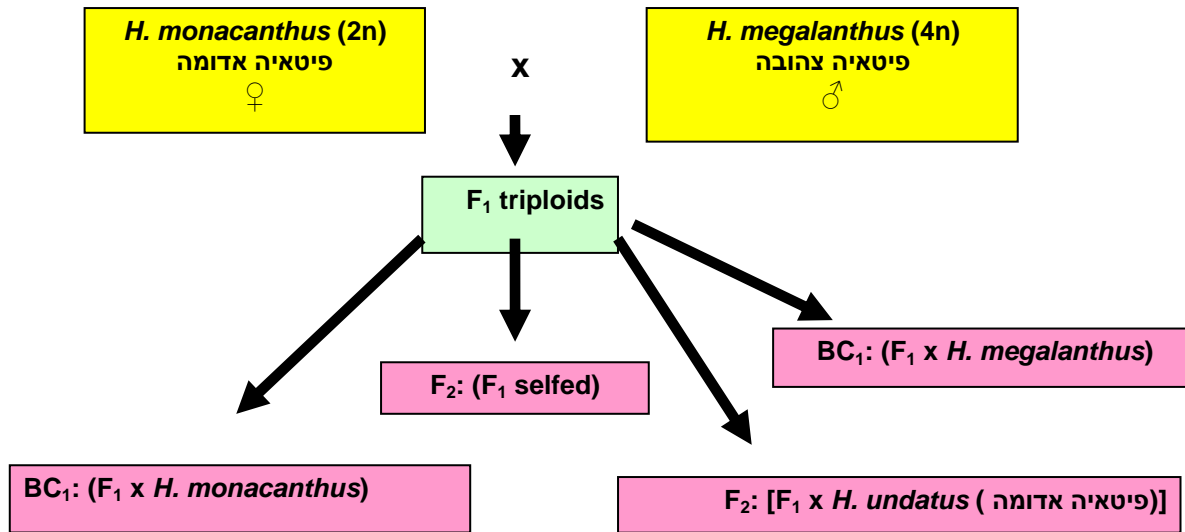 H. monacanthus (2n)
פיטאיה אדומה
♀
x
H. megalanthus (4n)
פיטאיה צהובה
♂
F₁ triploids
BC₁: (F₁ x H. megalanthus)
F₂: (F₁ selfed)
BC₁: (F₁ x H. monacanthus)
F₂: [F₁ x H. undatus ( פיטאיה אדומה)]